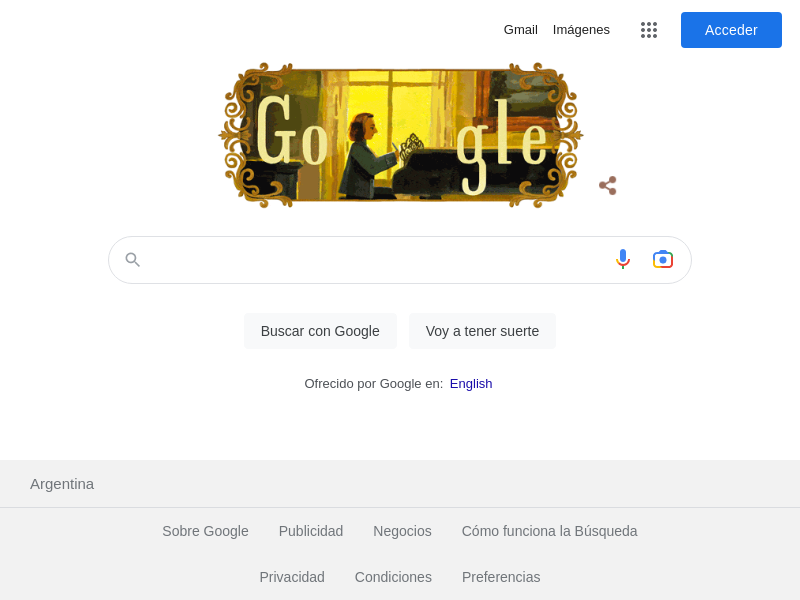 Gmail Imágenes Acceder
Google
Buscar con Google Voy a tener suerte
Ofrecido por Google en: English
Argentina
Sobre Google Publicidad Negocios Cómo funciona la Búsqueda
Privacidad Condiciones Preferencias